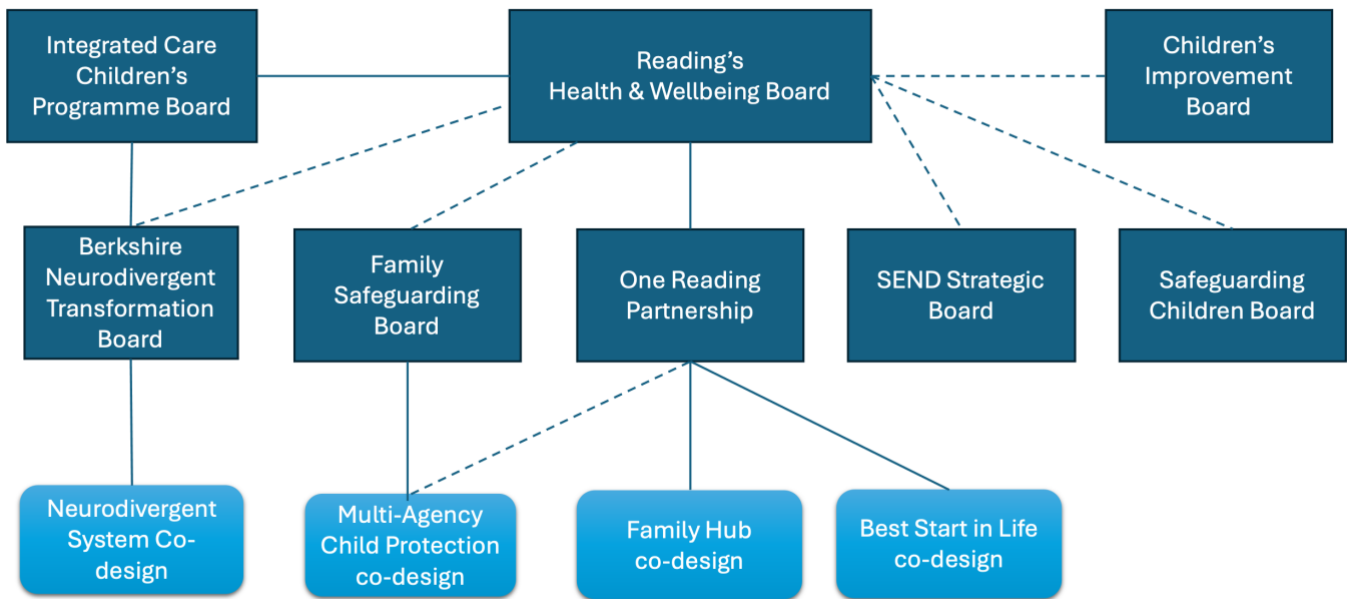 Integrated Care
Children's
Programme Board
Reading’s
Health & Wellbeing Board
Children's
Improvement
Board
Berkshire
Neurodivergent
Transformation
Board
Family
Safeguarding
Board
One Reading
Partnership
SEND Strategic
Board
Safeguarding
Children Board
Neurodivergent
System Co-
design
Multi-Agency
Child Protection
co-design
Family Hub
co-design
Best Start in Life
co-design